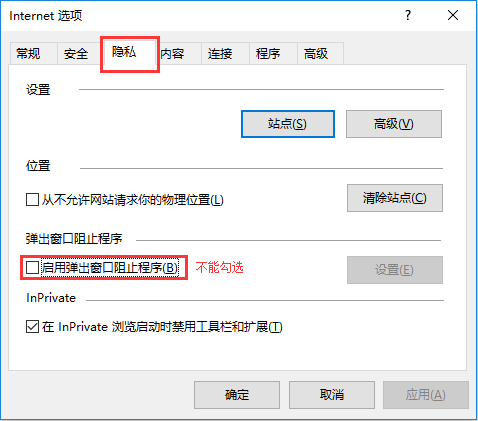 Internet 选项
常规 安全 隐私 内容 连接 程序 高级
设置
站点(S) 高级(V)
位置
从不允许网站请求你的物理位置(L) 清除站点(C)
弹出窗口阻止程序
启用弹出窗口阻止程序(B) 不能勾选 设置(E)
InPrivate
在 InPrivate 浏览启动时禁用工具栏和扩展(T)
确定 取消 应用(A)